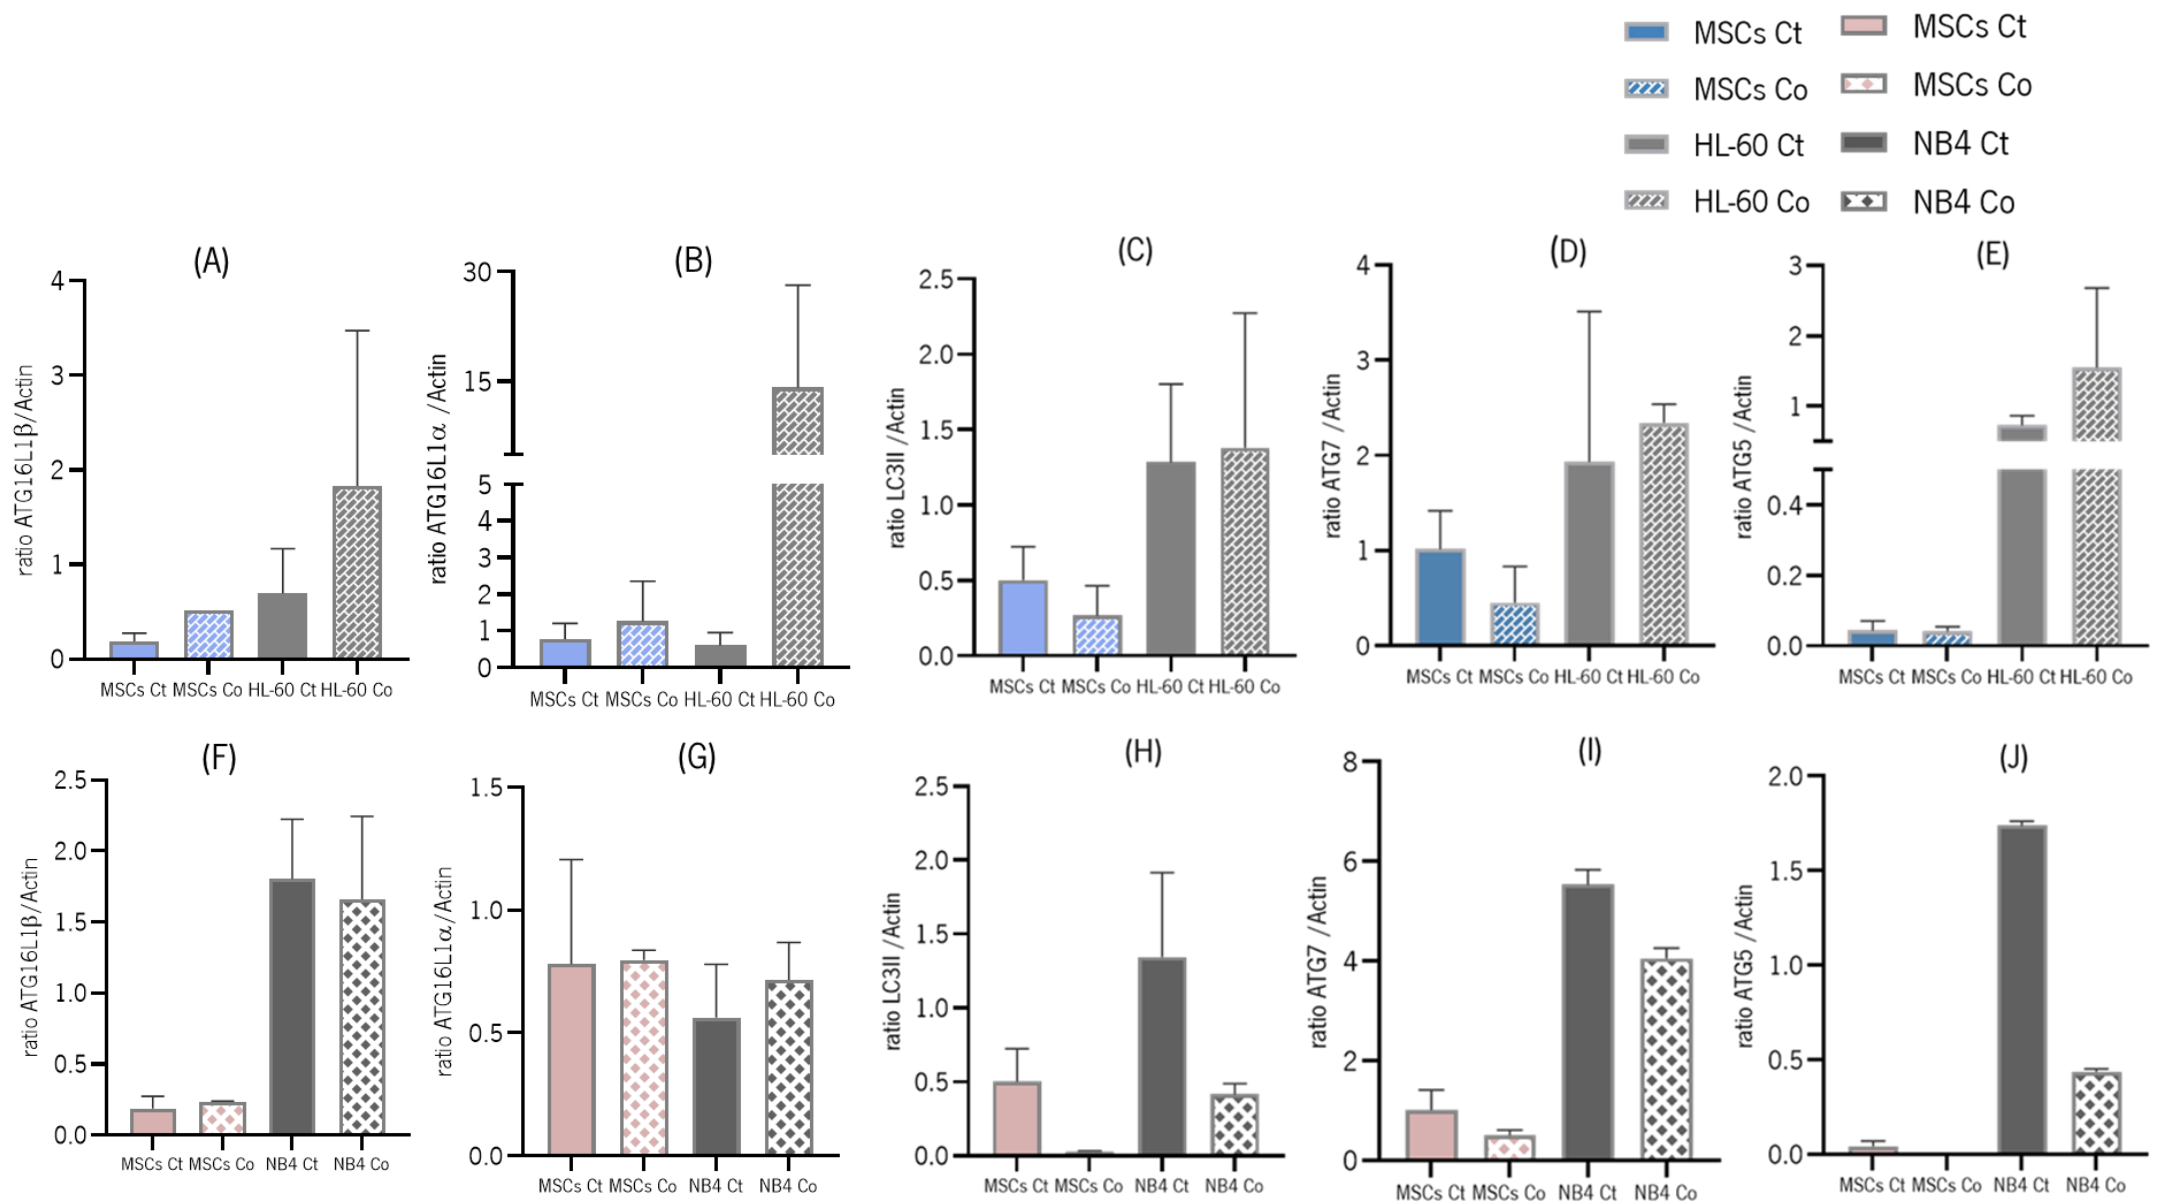 MSCs Ct MSCs Ct
MSCs Co MSCs Co
HL-60 Ct NB4 Ct
HL-60 Co NB4 Co
(A)
4
3
2
1
0
ratio ATG16L1β/Actin
MSCs Ct MSCs Co HL-60 Ct HL-60 Co
(B)
30
15
5
4
3
2
1
0
ratio ATG16L1α /Actin
MSCs Ct MSCs Co HL-60 Ct HL-60 Co
(C)
2.5
2.0
1.5
1.0
0.5
0.0
ratio LC3II /Actin
MSCs Ct MSCs Co HL-60 Ct HL-60 Co
(D)
4
3
2
1
0
ratio ATG7 /Actin
MSCs Ct MSCs Co HL-60 Ct HL-60 Co
(E)
3
2
1
0.4
0.2
0.0
ratio ATG5 /Actin
MSCs Ct MSCs Co HL-60 Ct HL-60 Co
(F)
2.5
2.0
1.5
1.0
0.5
0.0
ratio ATG16L1β/Actin
MSCs Ct MSCs Co NB4 Ct NB4 Co
(G)
1.5
1.0
0.5
0.0
ratio ATG16L1α/Actin
MSCs Ct MSCs Co NB4 Ct NB4 Co
(H)
2.5
2.0
1.5
1.0
0.5
0.0
ratio LC3II /Actin
MSCs Ct MSCs Co NB4 Ct NB4 Co
(I)
8
6
4
2
0
ratio ATG7 /Actin
MSCs Ct MSCs Co NB4 Ct NB4 Co
(J)
2.0
1.5
1.0
0.5
0.0
ratio ATG5 /Actin
MSCs Ct MSCs Co NB4 Ct NB4 Co